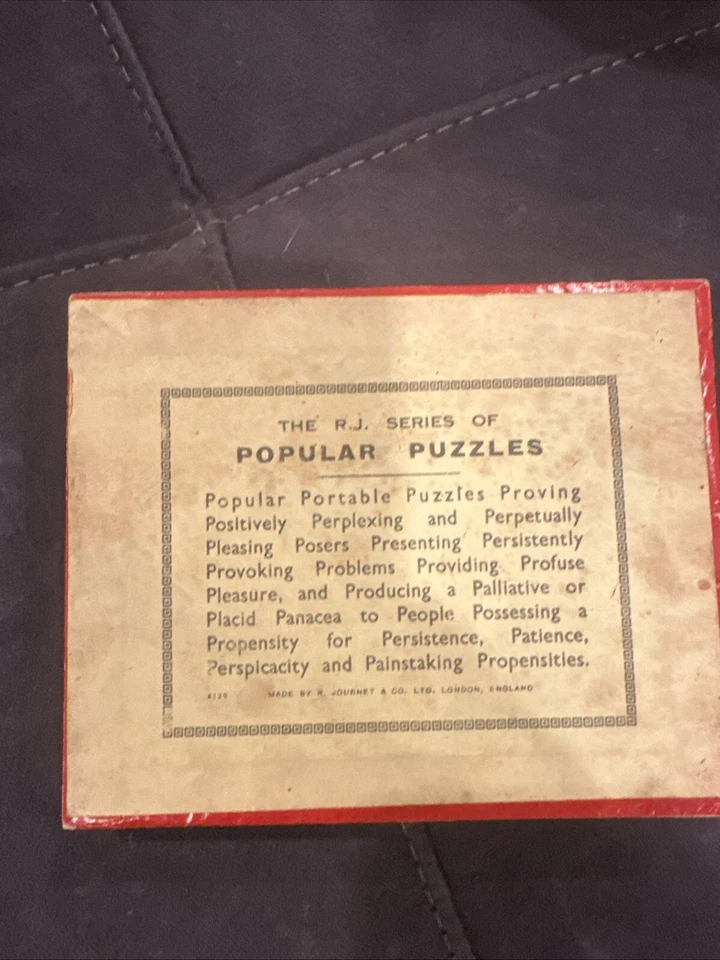 THE R.J. SERIES OF
POPULAR PUZZLES
Popular Portable Puzzles Proving
Positively Perplexing and Perpetually
Pleasing Posers Presenting Persistently
Provoking Problems Providing Profuse
Pleasure, and Producing a Palliative or
Placid Panacea to People Possessing a
Propensity for Persistence, Patience,
Perspicacity and Painstaking Propensities.
MADE BY R. JOURNET & CO. LTD. LONDON, ENGLAND